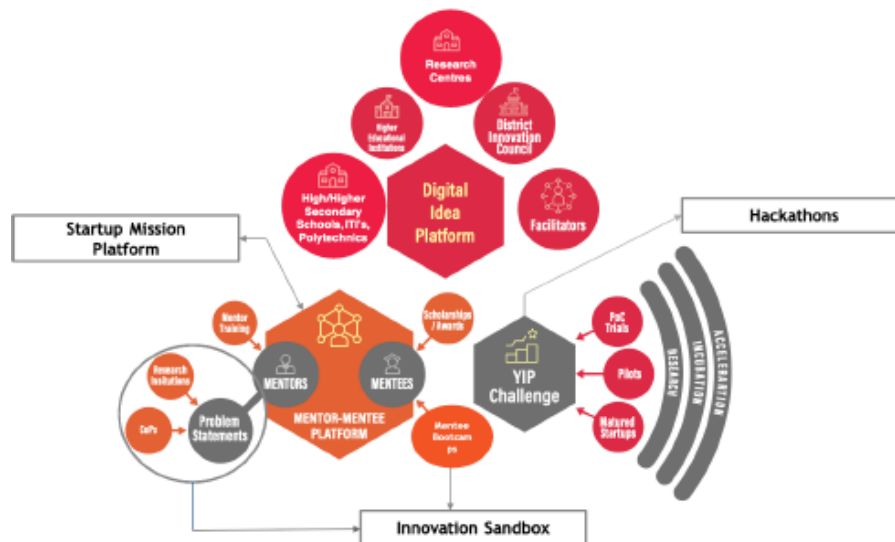 Research
Centres
Higher
Educational
Institutions
District
Innovation
Council
High/Higher
Secondary
Schools, ITI's,
Polytechnics
Digital
Idea
Platform
Facilitators
Startup Mission
Platform
Hackathons
Mentor
Training
Scholarships
/ Awards
PoC
Trials
Research
Insitutions
MENTORS
MENTEES
YIP
Challenge
Pilots
RESEARCH
INCUBATION
ACCELERARTION
CoPs
Problem
Statements
MENTOR-MENTEE
PLATFORM
Mentee
Bootcam
ps
Matured
Startups
Innovation Sandbox